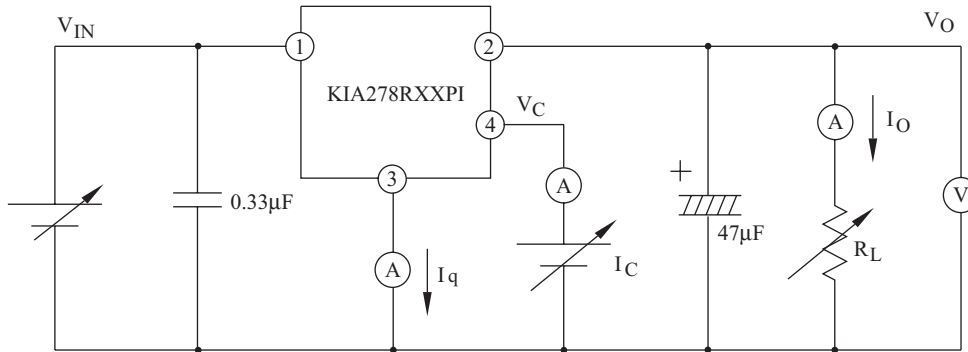 V_IN
V_O
1
2
KIA278RXXPI
V_C
4
A
I_O
3
A
0.33μF
+
V
47μF
R_L
A
I_q
I_C